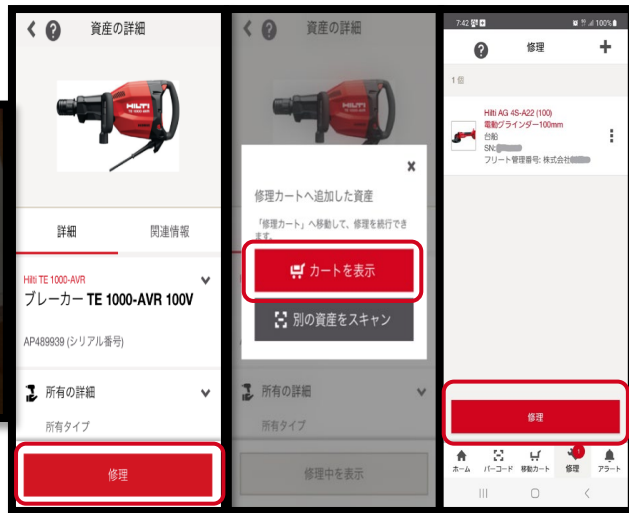 資産の詳細
HILTI
詳細
関連情報
Hilti TE 1000-AVR
ブレーカー TE 1000-AVR 100V
AP489939 (シリアル番号)
所有の詳細
所有タイプ
修理
資産の詳細
HILTI
修理カートへ追加した資産
「修理カート」へ移動して、修理を続行でき
ます。
カートを表示
別の資産をスキャン
所有の詳細
所有タイプ
修理中を表示
7:42
100%
修理
1 個
Hilti AG 4S-A22 (100)
電動グラインダー100mm
台船
SN:
フリート管理番号: 株式会社
修理
ホーム
バーコード
移動カート
修理
1
アラート